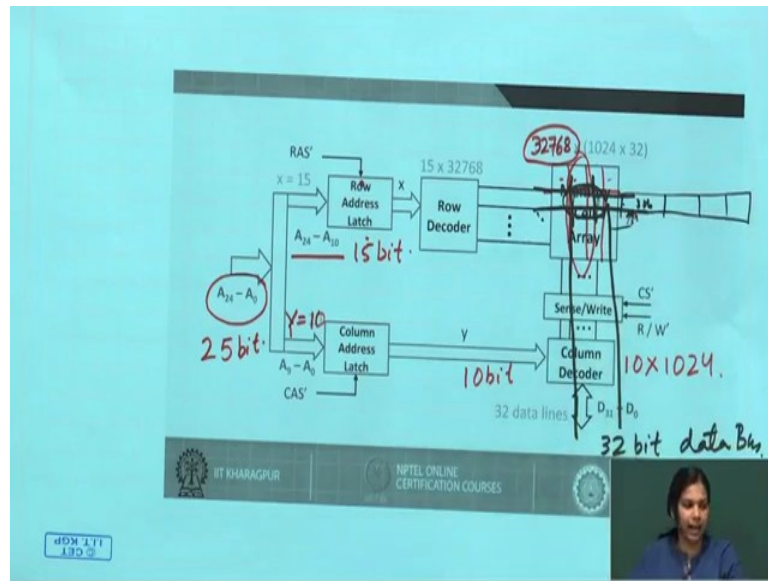 32768 x (1024 x 32)
RAS'
x = 15
15 x 32768
Row
Address
Latch
x
Row
Decoder
Cell
Array
A24 – A10
15 bit.
A24 – A0
25 bit.
Y=10
A9 – A0
Column
Address
Latch
CAS'
y
10 bit
Sense/Write
CS'
R / W'
Column
Decoder
10 X 1024.
32 data lines
D31 – D0
32 bit data Bus.
IIT KHARAGPUR
NPTEL ONLINE
CERTIFICATION COURSES
© CET
I.I.T. KGP